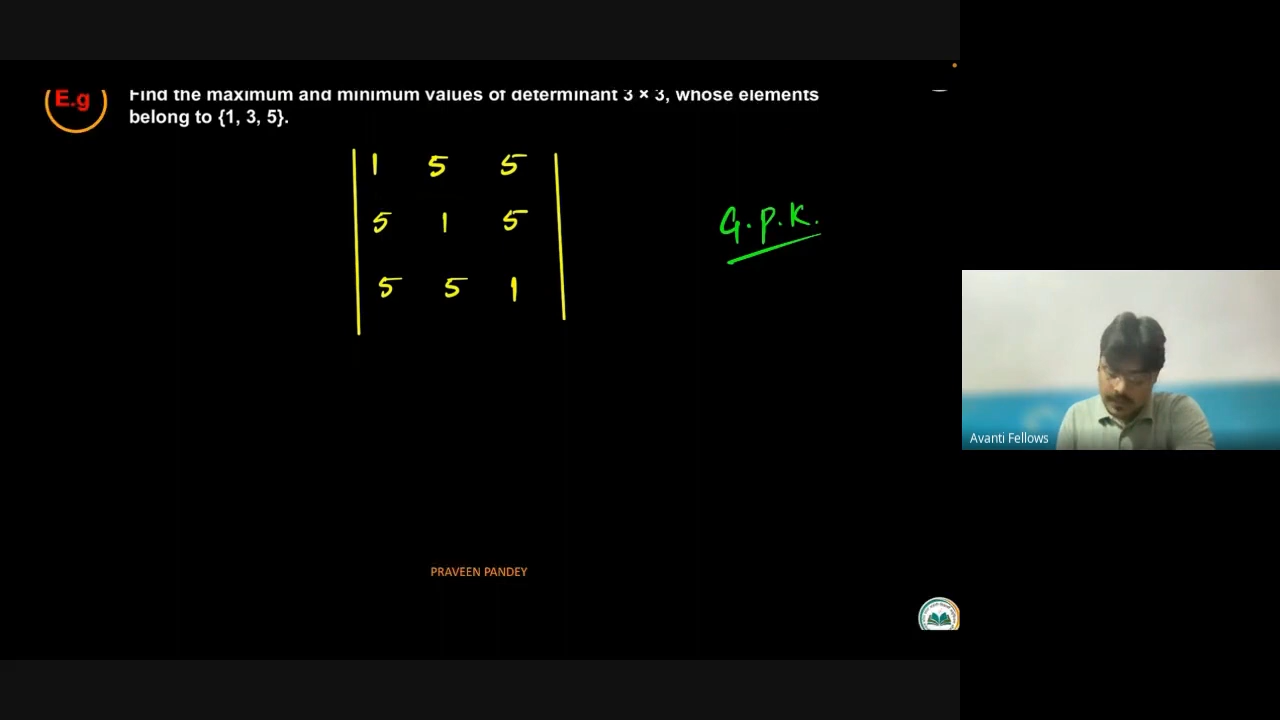 E.g
Find the maximum and minimum values of determinant 3 × 3, whose elements
belong to {1, 3, 5}.
1 5 5
5 1 5
5 5 1
G.P.K.
Avanti Fellows
PRAVEEN PANDEY